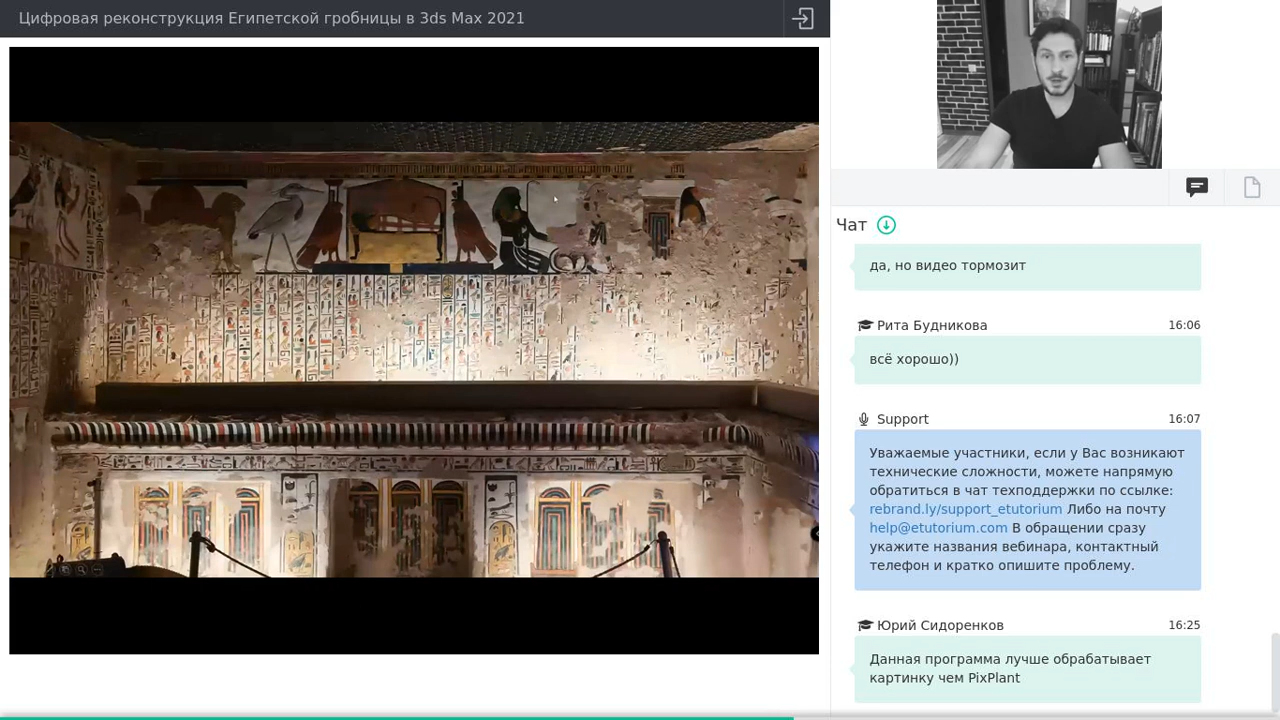 Цифровая реконструкция Египетской гробницы в 3ds Max 2021
Чат
да, но видео тормозит
Рита Будникова 16:06
всё хорошо))
Support 16:07
Уважаемые участники, если у Вас возникают
технические сложности, можете напрямую
обратиться в чат техподдержки по ссылке:
rebrand.ly/support_etutorium Либо на почту
help@etutorium.com В обращении сразу
укажите названия вебинара, контактный
телефон и кратко опишите проблему.
Юрий Сидоренков 16:25
Данная программа лучше обрабатывает
картинку чем PixPlant